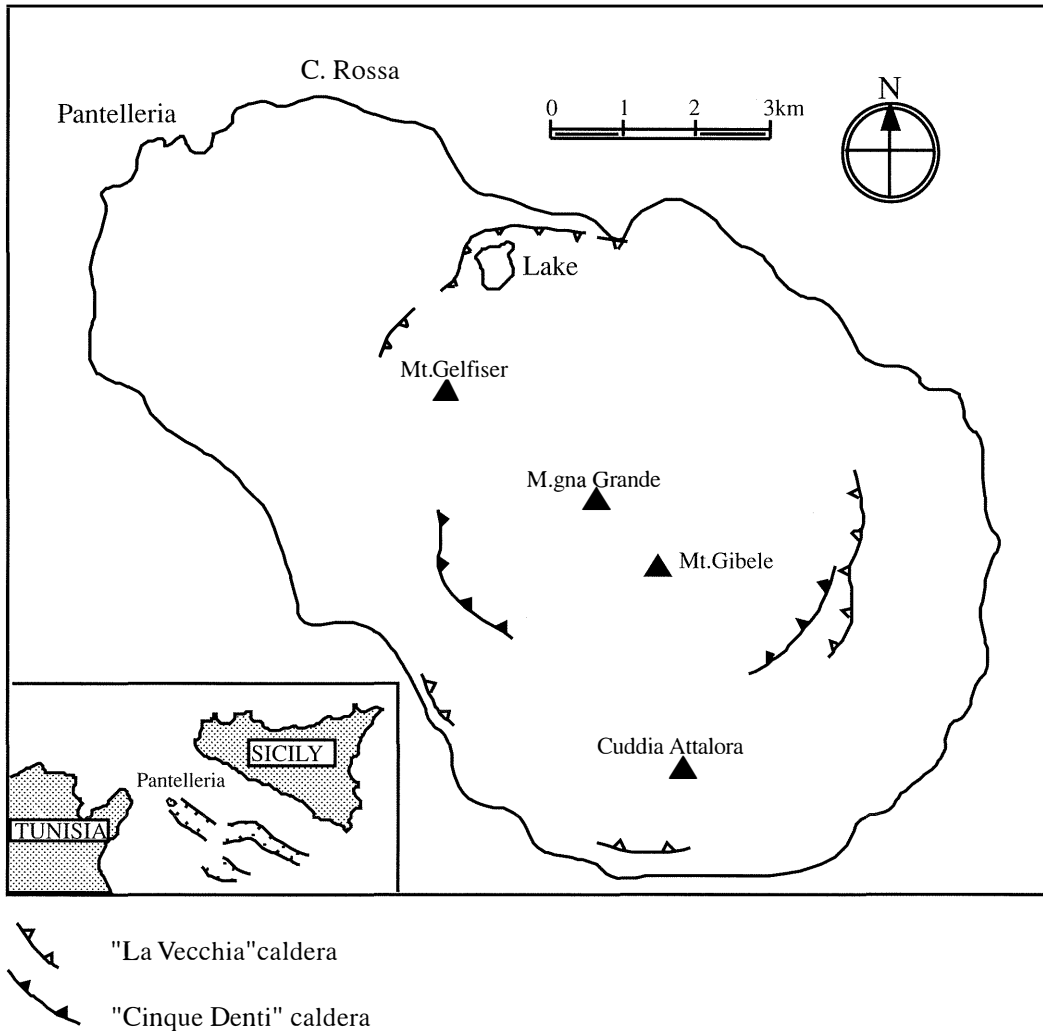 C. Rossa
Pantelleria
0 1 2 3km
N
Lake
Mt.Gelfiser
M.gna Grande
Mt.Gibele
Cuddia Attalora
SICILY
Pantelleria
TUNISIA
"La Vecchia"caldera
"Cinque Denti" caldera